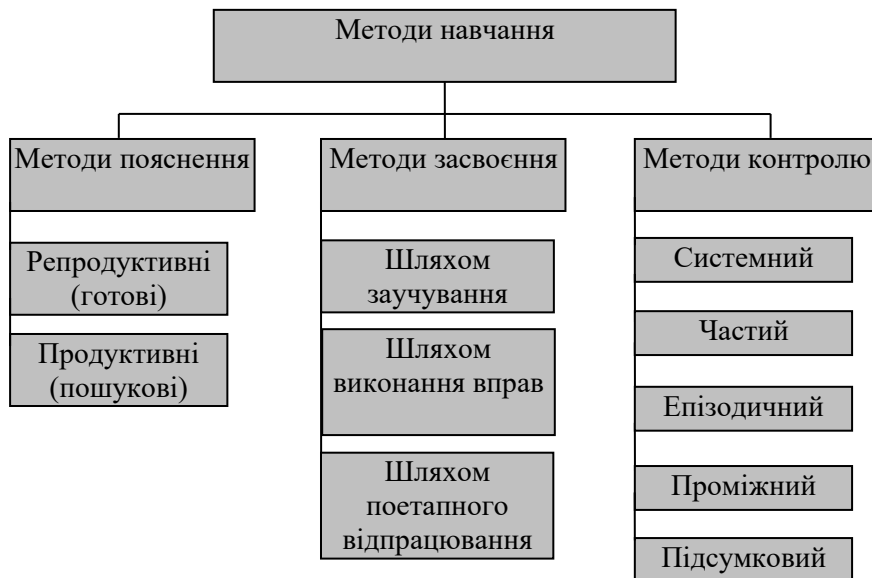 Методи навчання
Методи пояснення
Репродуктивні
(готові)
Продуктивні
(пошукові)
Методи засвоєння
Шляхом
заучування
Шляхом
виконання вправ
Шляхом
поетапного
відпрацювання
Методи контролю
Системний
Частий
Епізодичний
Проміжний
Підсумковий